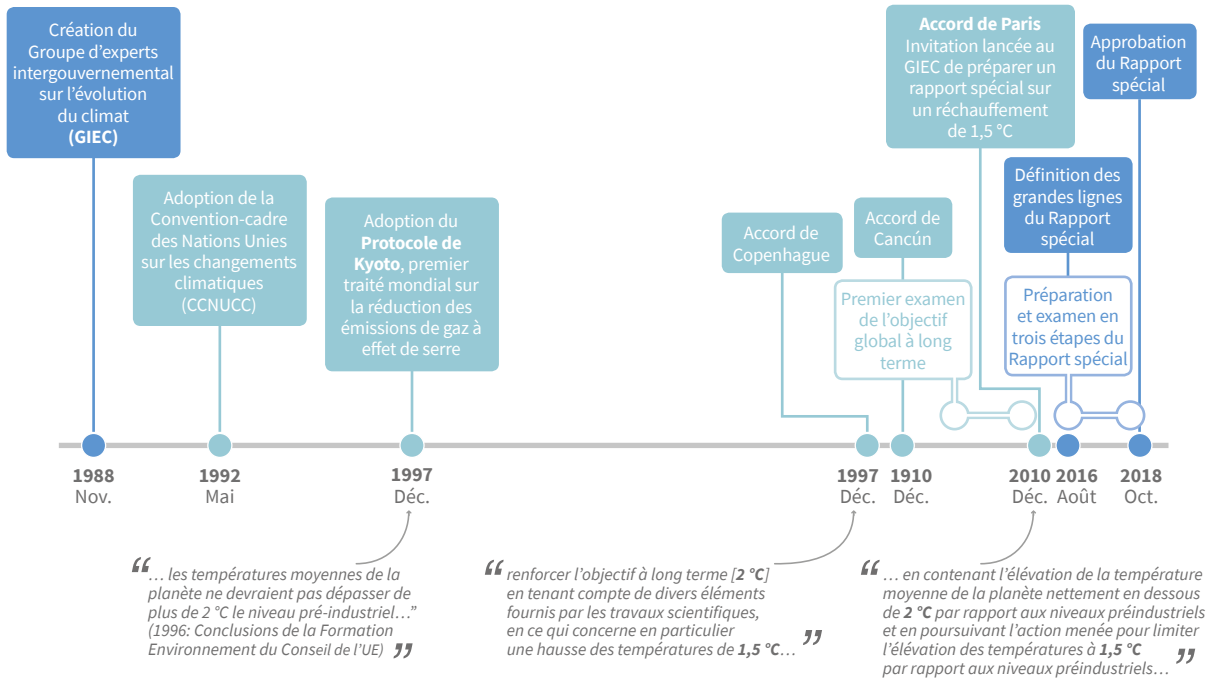 Création du
Groupe d'experts
intergouvernemental
sur l'évolution
du climat
(GIEC)
Adoption de la
Convention-cadre
des Nations Unies
sur les changements
climatiques
(CCNUCC)
Adoption du
Protocole de
Kyoto, premier
traité mondial sur
la réduction des
émissions de gaz à
effet de serre
Accord de
Copenhague
Accord de
Cancún
Premier examen
de l'objectif
global à long
terme
Accord de Paris
Invitation lancée au
GIEC de préparer un
rapport spécial sur
un réchauffement
de 1,5 °C
Définition des
grandes lignes
du Rapport
spécial
Préparation
et examen en
trois étapes du
Rapport spécial
Approbation
du Rapport
spécial
1988
Nov.
1992
Mai
1997
Déc.
1997
Déc.
1910
Déc.
2010
Déc.
2016
Août
2018
Oct.
“… les températures moyennes de la
planète ne devraient pas dépasser de
plus de 2 °C le niveau pré-industriel…”
(1996: Conclusions de la Formation
Environnement du Conseil de l'UE) ”
“ renforcer l'objectif à long terme [2 °C]
en tenant compte de divers éléments
fournis par les travaux scientifiques,
en ce qui concerne en particulier
une hausse des températures de 1,5 °C… ”
“ … en contenant l'élévation de la température
moyenne de la planète nettement en dessous
de 2 °C par rapport aux niveaux préindustriels
et en poursuivant l'action menée pour limiter
l'élévation des températures à 1,5 °C
par rapport aux niveaux préindustriels… ”